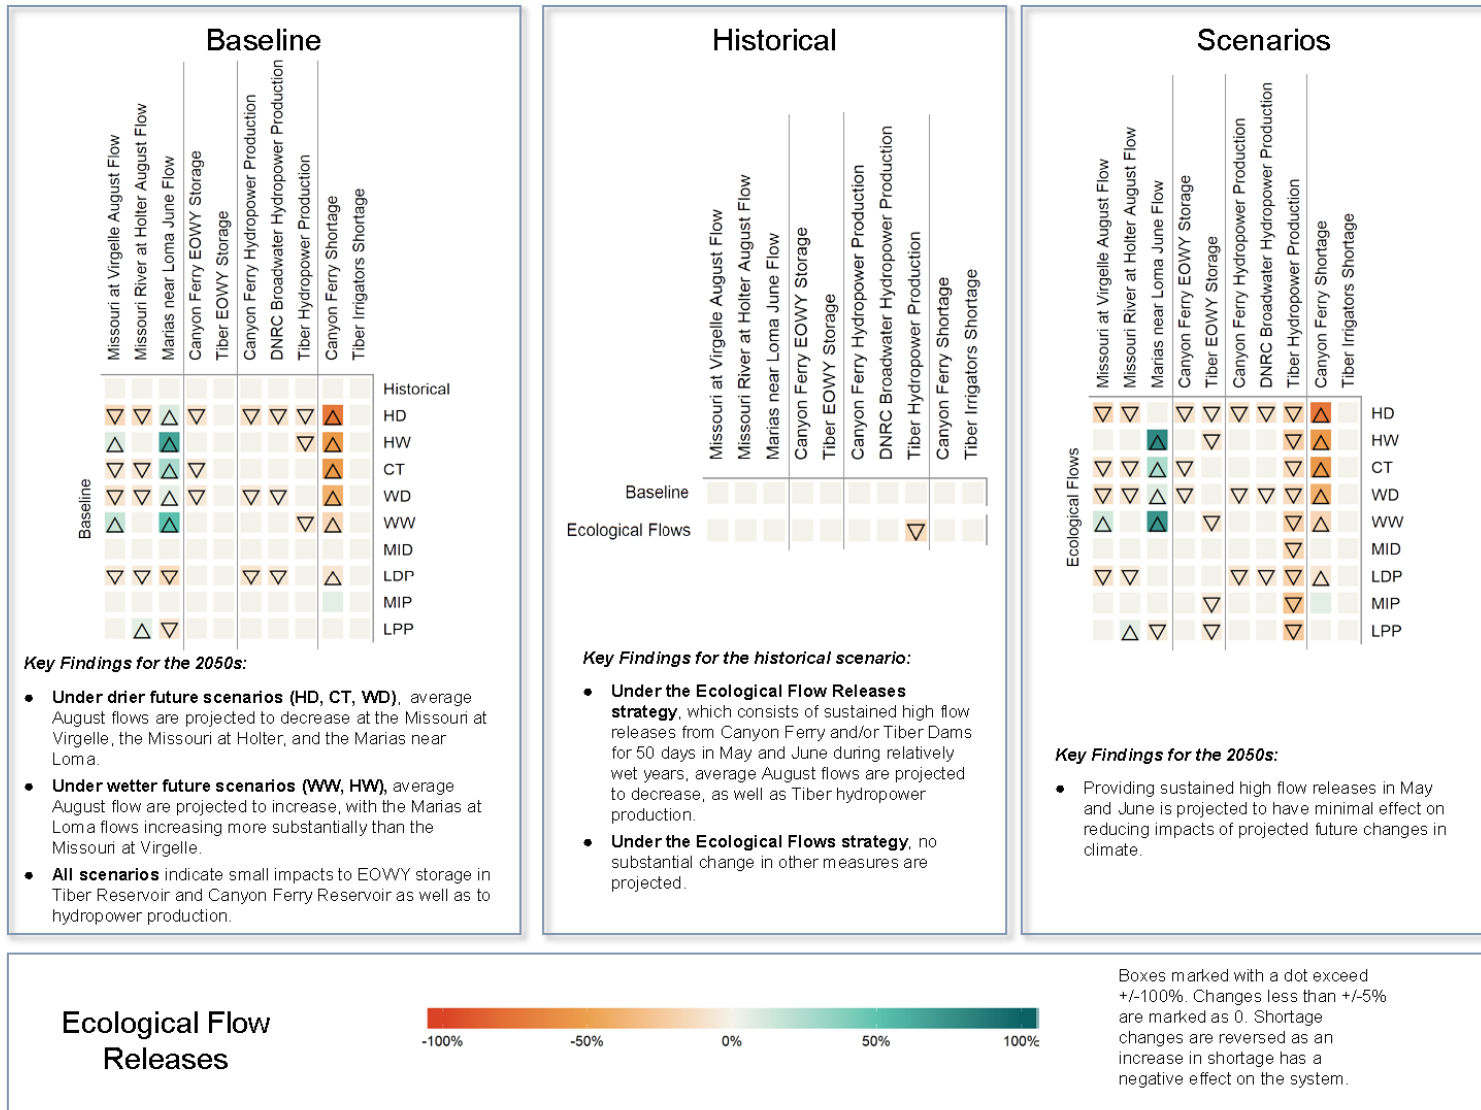 Baseline
Missouri at Virgelle August Flow
Missouri River at Holter August Flow
Marias near Loma June Flow
Canyon Ferry EOWY Storage
Tiber EOWY Storage
Canyon Ferry Hydropower Production
DNRC Broadwater Hydropower Production
Tiber Hydropower Production
Canyon Ferry Shortage
Tiber Irrigators Shortage
Baseline
Historical
HD
HW
CT
WD
WW
MID
LDP
MIP
LPP
Key Findings for the 2050s:
● Under drier future scenarios (HD, CT, WD), average
August flows are projected to decrease at the Missouri at
Virgelle, the Missouri at Holter, and the Marias near
Loma.
● Under wetter future scenarios (WW, HW), average
August flow are projected to increase, with the Marias at
Loma flows increasing more substantially than the
Missouri at Virgelle.
● All scenarios indicate small impacts to EOWY storage in
Tiber Reservoir and Canyon Ferry Reservoir as well as to
hydropower production.
Historical
Missouri at Virgelle August Flow
Missouri River at Holter August Flow
Marias near Loma June Flow
Canyon Ferry EOWY Storage
Tiber EOWY Storage
Canyon Ferry Hydropower Production
DNRC Broadwater Hydropower Production
Tiber Hydropower Production
Canyon Ferry Shortage
Tiber Irrigators Shortage
Baseline
Ecological Flows
Key Findings for the historical scenario:
● Under the Ecological Flow Releases
strategy, which consists of sustained high flow
releases from Canyon Ferry and/or Tiber Dams
for 50 days in May and June during relatively
wet years, average August flows are projected
to decrease, as well as Tiber hydropower
production.
● Under the Ecological Flows strategy, no
substantial change in other measures are
projected.
Scenarios
Missouri at Virgelle August Flow
Missouri River at Holter August Flow
Marias near Loma June Flow
Canyon Ferry EOWY Storage
Tiber EOWY Storage
Canyon Ferry Hydropower Production
DNRC Broadwater Hydropower Production
Tiber Hydropower Production
Canyon Ferry Shortage
Tiber Irrigators Shortage
Ecological Flows
HD
HW
CT
WD
WW
MID
LDP
MIP
LPP
Key Findings for the 2050s:
● Providing sustained high flow releases in May
and June is projected to have minimal effect on
reducing impacts of projected future changes in
climate.
Ecological Flow
Releases
-100%
-50%
0%
50%
100%
Boxes marked with a dot exceed
+/-100%. Changes less than +/-5%
are marked as 0. Shortage
changes are reversed as an
increase in shortage has a
negative effect on the system.